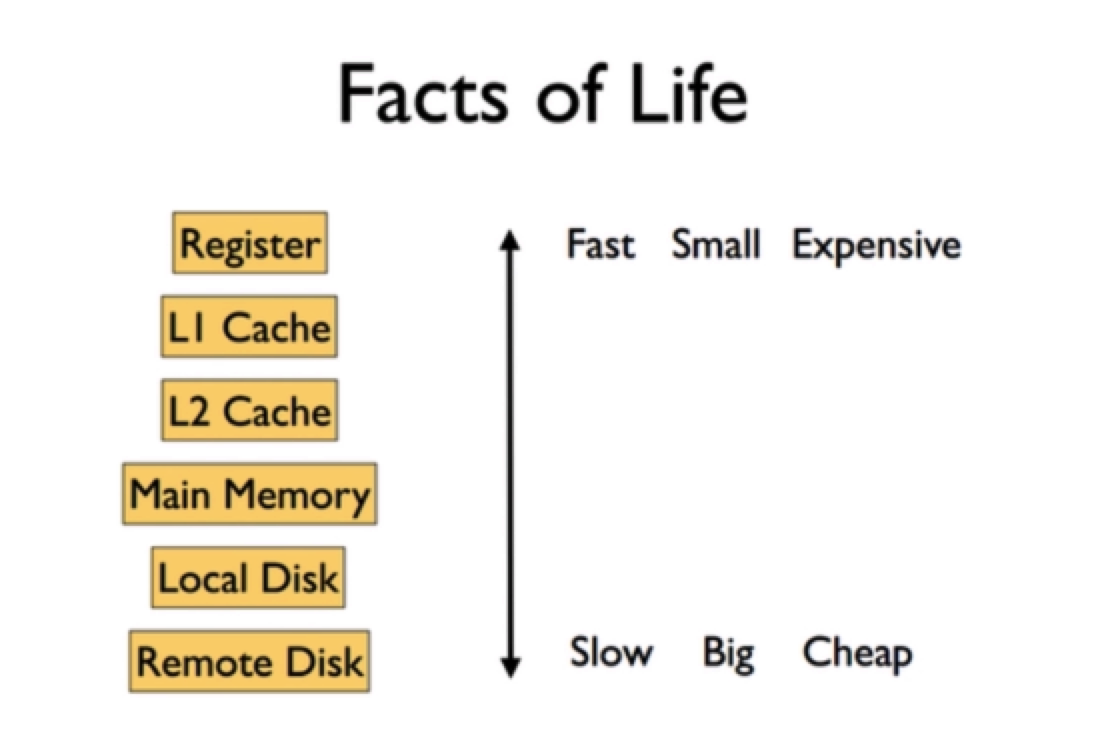 Facts of Life
Register
Fast Small Expensive
L1 Cache
L2 Cache
Main Memory
Local Disk
Remote Disk
Slow Big Cheap